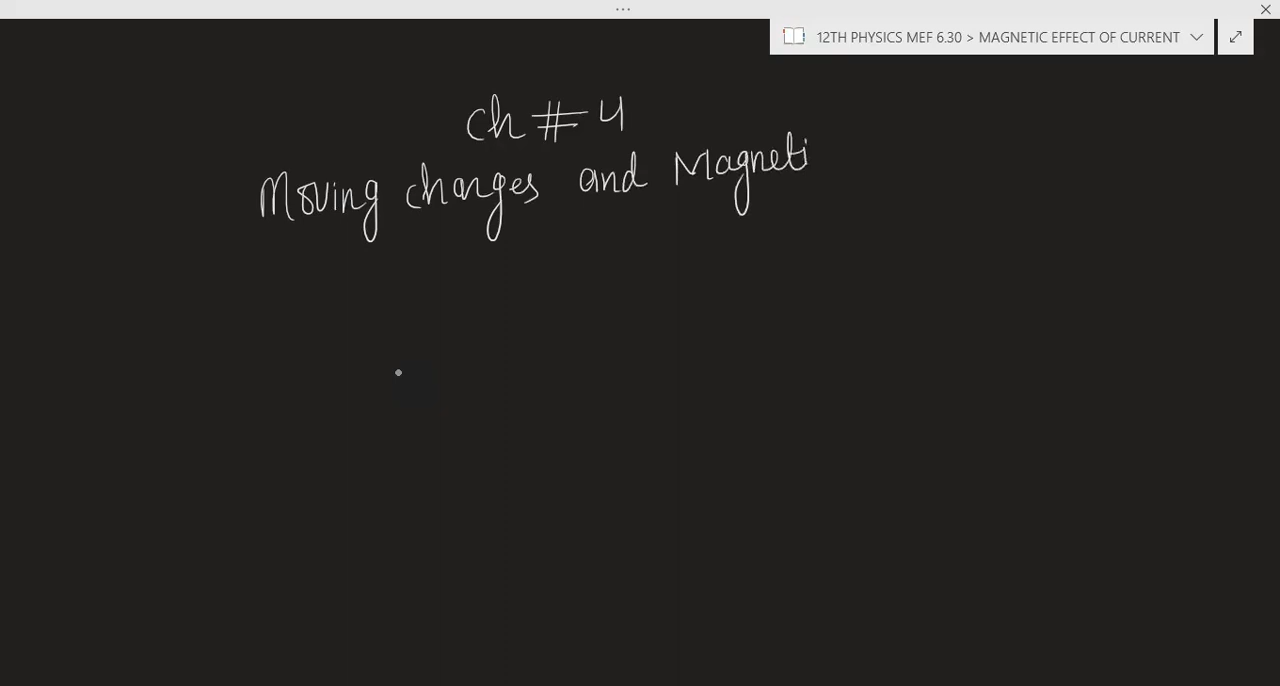 ...
12TH PHYSICS MEF 6.30 > MAGNETIC EFFECT OF CURRENT
Ch # 4
Moving charges and Magneti